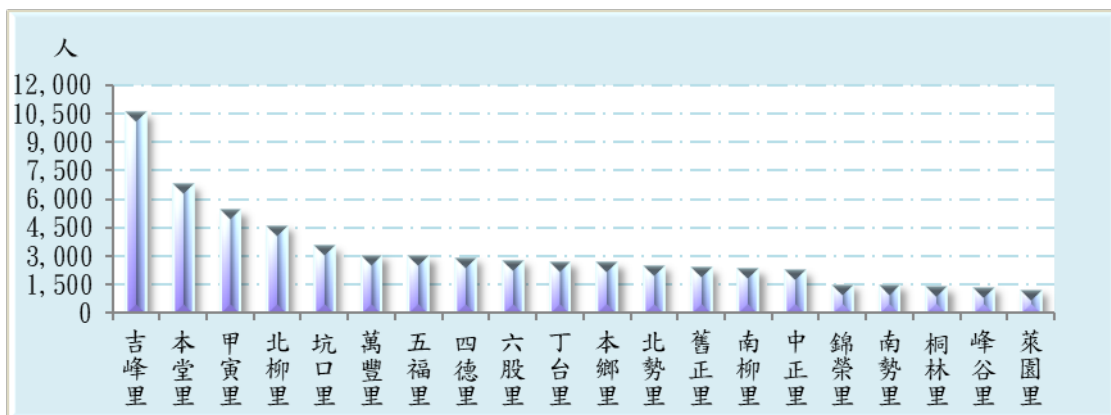 人
12,000
10,500
9,000
7,500
6,000
4,500
3,000
1,500
0
吉峰里
本堂里
甲寅里
北柳里
坑口里
萬豐里
五福里
四德里
六股里
丁台里
本鄉里
北勢里
舊正里
南柳里
中正里
錦榮里
南勢里
桐林里
峰谷里
萊園里